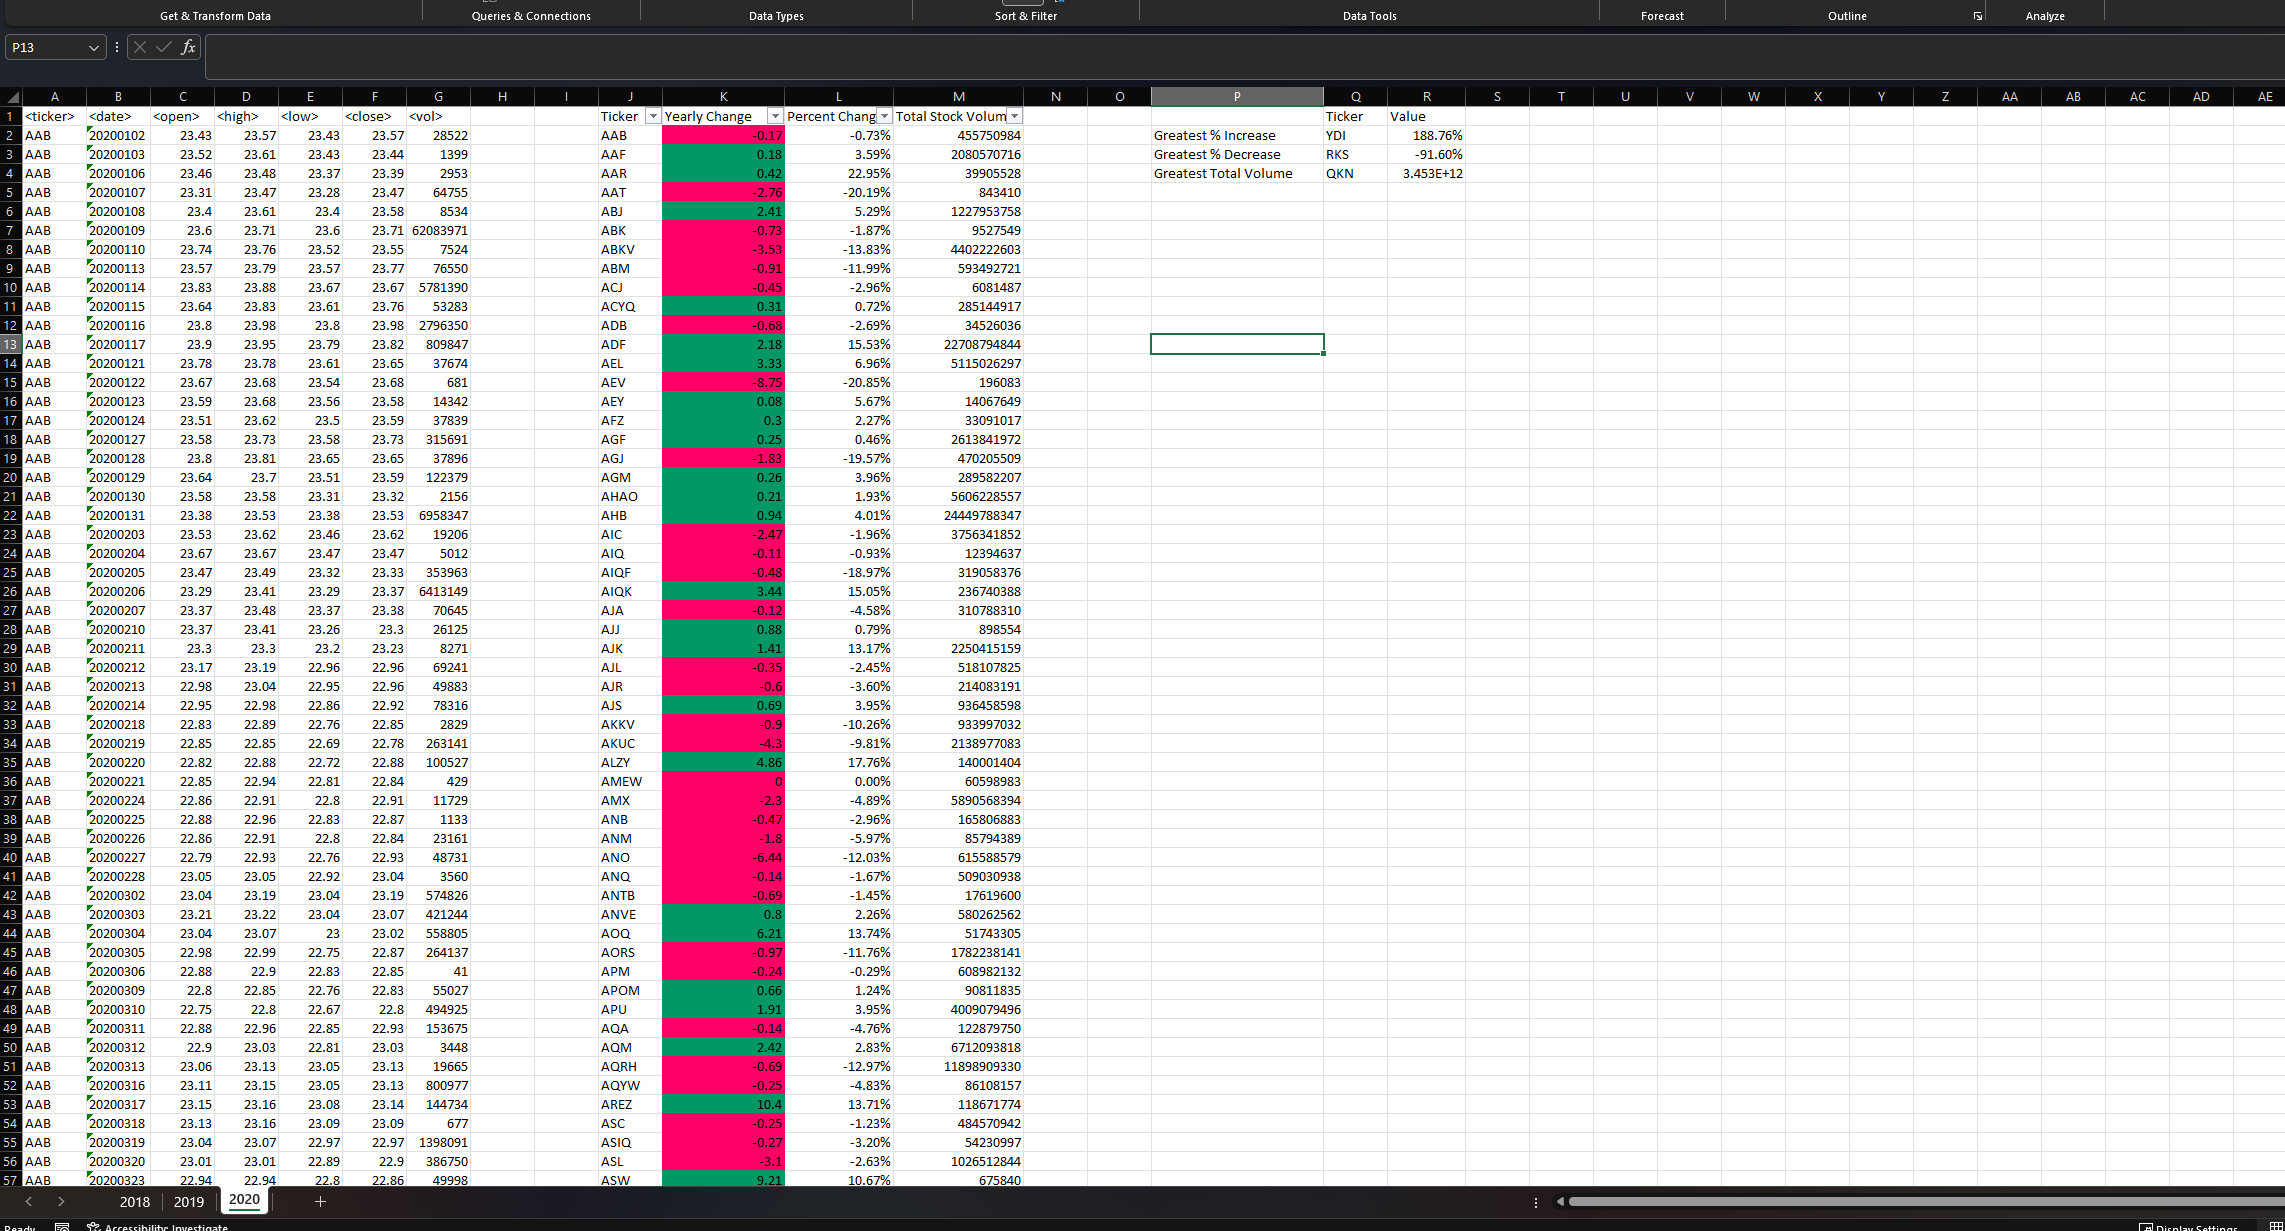 Get & Transform Data Queries & Connections Data Types Sort & Filter Data Tools Forecast Outline Analyze
P13 fx
A B C D E F G H I J K L M N O P Q R S T U V W X Y Z AA AB AC AD AE
1 <ticker> <date> <open> <high> <low> <close> <vol> Ticker Yearly Change Percent Chang Total Stock Volum Ticker Value
2 AAB 20200102 23.43 23.57 23.43 23.57 28522 AAB -0.17 -0.73% 455750984 Greatest % Increase YDI 188.76%
3 AAB 20200103 23.52 23.61 23.43 23.44 1399 AAF 0.18 3.59% 2080570716 Greatest % Decrease RKS -91.60%
4 AAB 20200106 23.46 23.48 23.37 23.39 2953 AAR 0.42 22.95% 39905528 Greatest Total Volume QKN 3.453E+12
5 AAB 20200107 23.31 23.47 23.28 23.47 64755 AAT -2.76 -20.19% 843410
6 AAB 20200108 23.4 23.61 23.4 23.58 8534 ABJ 2.41 5.29% 1227953758
7 AAB 20200109 23.6 23.71 23.6 23.71 62083971 ABK -0.73 -1.87% 9527549
8 AAB 20200110 23.74 23.76 23.52 23.55 7524 ABKV -3.53 -13.83% 4402222603
9 AAB 20200113 23.57 23.79 23.57 23.77 76550 ABM -0.91 -11.99% 593492721
10 AAB 20200114 23.83 23.88 23.67 23.67 5781390 ACJ -0.45 -2.96% 6081487
11 AAB 20200115 23.64 23.83 23.61 23.76 53283 ACYQ 0.31 0.72% 285144917
12 AAB 20200116 23.8 23.98 23.8 23.98 2796350 ADB -0.68 -2.69% 34526036
13 AAB 20200117 23.9 23.95 23.79 23.82 809847 ADF 2.18 15.53% 22708794844
14 AAB 20200121 23.78 23.78 23.61 23.65 37674 AEL 3.33 6.96% 5115026297
15 AAB 20200122 23.67 23.68 23.54 23.68 681 AEV -8.75 -20.85% 196083
16 AAB 20200123 23.59 23.68 23.56 23.58 14342 AEY 0.08 5.67% 14067649
17 AAB 20200124 23.51 23.62 23.5 23.59 37839 AFZ 0.3 2.27% 33091017
18 AAB 20200127 23.58 23.73 23.58 23.73 315691 AGF 0.25 0.46% 2613841972
19 AAB 20200128 23.8 23.81 23.65 23.65 37896 AGJ -1.83 -19.57% 470205509
20 AAB 20200129 23.64 23.7 23.51 23.59 122379 AGM 0.26 3.96% 289582207
21 AAB 20200130 23.58 23.58 23.31 23.32 2156 AHAO 0.21 1.93% 5606228557
22 AAB 20200131 23.38 23.53 23.38 23.53 6958347 AHB 0.94 4.01% 24449788347
23 AAB 20200203 23.53 23.62 23.46 23.62 19206 AIC -2.47 -1.96% 3756341852
24 AAB 20200204 23.67 23.67 23.47 23.47 5012 AIQ -0.11 -0.93% 12394637
25 AAB 20200205 23.47 23.49 23.32 23.33 353963 AIQF -0.48 -18.97% 319058376
26 AAB 20200206 23.29 23.41 23.29 23.37 6413149 AIQK 3.44 15.05% 236740388
27 AAB 20200207 23.37 23.48 23.37 23.38 70645 AJA -0.12 -4.58% 310788310
28 AAB 20200210 23.37 23.41 23.26 23.3 26125 AJJ 0.88 0.79% 898554
29 AAB 20200211 23.3 23.3 23.2 23.23 8271 AJK 1.41 13.17% 2250415159
30 AAB 20200212 23.17 23.19 22.96 22.96 69241 AJL -0.35 -2.45% 518107825
31 AAB 20200213 22.98 23.04 22.95 22.96 49883 AJR -0.6 -3.60% 214083191
32 AAB 20200214 22.95 22.98 22.86 22.92 78316 AJS 0.69 3.95% 936458598
33 AAB 20200218 22.83 22.89 22.76 22.85 2829 AKKV -0.9 -10.26% 933997032
34 AAB 20200219 22.85 22.85 22.69 22.78 263141 AKUC -4.3 -9.81% 2138977083
35 AAB 20200220 22.82 22.88 22.72 22.88 100527 ALZY 4.86 17.76% 140001404
36 AAB 20200221 22.85 22.94 22.81 22.84 429 AMEW 0 0.00% 60598983
37 AAB 20200224 22.86 22.91 22.8 22.91 11729 AMX -2.3 -4.89% 5890568394
38 AAB 20200225 22.88 22.96 22.83 22.87 1133 ANB -0.47 -2.96% 165806883
39 AAB 20200226 22.86 22.91 22.8 22.84 23161 ANM -1.8 -5.97% 85794389
40 AAB 20200227 22.79 22.93 22.76 22.93 48731 ANO -6.44 -12.03% 615588579
41 AAB 20200228 23.05 23.05 22.92 23.04 3560 ANQ -0.14 -1.67% 509030938
42 AAB 20200302 23.04 23.19 23.04 23.19 574826 ANTB -0.69 -1.45% 17619600
43 AAB 20200303 23.21 23.22 23.04 23.07 421244 ANVE 0.8 2.26% 580262562
44 AAB 20200304 23.04 23.07 23 23.02 558805 AOQ 6.21 13.74% 51743305
45 AAB 20200305 22.98 22.99 22.75 22.87 264137 AORS -0.97 -11.76% 1782238141
46 AAB 20200306 22.88 22.9 22.83 22.85 41 APM -0.24 -0.29% 608982132
47 AAB 20200309 22.8 22.85 22.76 22.83 55027 APOM 0.66 1.24% 90811835
48 AAB 20200310 22.75 22.8 22.67 22.8 494925 APU 1.91 3.95% 4009079496
49 AAB 20200311 22.88 22.96 22.85 22.93 153675 AQA -0.14 -4.76% 122879750
50 AAB 20200312 22.9 23.03 22.81 23.03 3448 AQM 2.42 2.83% 6712093818
51 AAB 20200313 23.06 23.13 23.05 23.13 19665 AQRH -0.69 -12.97% 11898909330
52 AAB 20200316 23.11 23.15 23.05 23.13 800977 AQYW -0.25 -4.83% 86108157
53 AAB 20200317 23.15 23.16 23.08 23.14 144734 AREZ 10.4 13.71% 118671774
54 AAB 20200318 23.13 23.16 23.09 23.09 677 ASC -0.25 -1.23% 484570942
55 AAB 20200319 23.04 23.07 22.97 22.97 1398091 ASIQ -0.27 -3.20% 54230997
56 AAB 20200320 23.01 23.01 22.89 22.9 386750 ASL -3.1 -2.63% 1026512844
57 AAB 20200323 22.94 22.94 22.8 22.86 49998 ASW 9.21 10.67% 675840
2018 2019 2020
Ready Accessibility: Investigate Display Settings